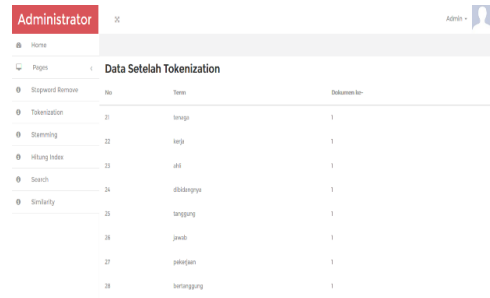 Administrator
Admin
Home
Pages
Data Setelah Tokenization
Stopword Remove
No Term Dokumen ke-
Tokenization
21 tenaga 1
Stemming
22 kerja 1
Hitung Index
23 ahli 1
Search
24 dibidangnya 1
Similarity
25 tanggung 1
26 jawab 1
27 pekerjaan 1
28 bertanggung 1